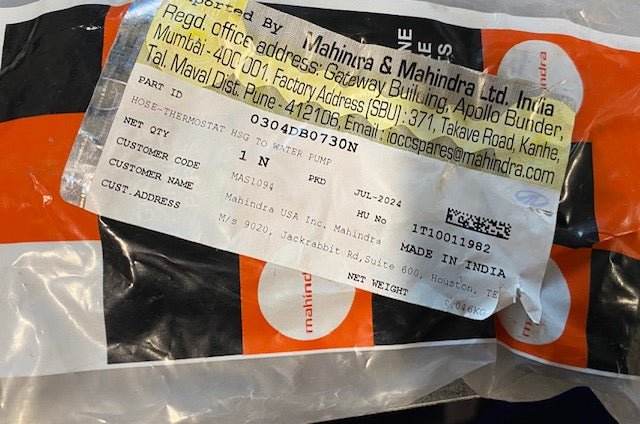 ported By Mahindra & Mahindra Ltd. India
Regd. office address: Gateway Building, Apollo Bunder,
Mumbai - 400 001. Factory Address (SBU) : 371, Takave Road, Kanhe,
Tal. Maval Dist. Pune - 412106, Email : ioccspares@mahindra.com
PART ID 0304DB0730N
HOSE-THERMOSTAT HSG TO WATER PUMP
NET QTY 1 N PKD JUL-2024
CUSTOMER CODE MAS1094 HU No 1T10011982
CUSTOMER NAME Mahindra USA Inc. Mahindra MADE IN INDIA
CUST.ADDRESS M/s 9020, Jackrabbit Rd,Suite 600, Houston, TE
NET WEIGHT
mahindra
mahindra